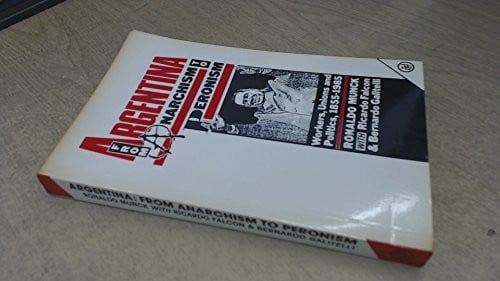 ARGENTINA
FROM
ANARCHISM TO
PERONISM
Workers, Unions and
Politics, 1855-1985
RONALDO MUNCK
WITH Ricardo Falcon
& Bernardo Galitelli
ARGENTINA: FROM ANARCHISM TO PERONISM
RONALDO MUNCK WITH RICARDO FALCON & BERNARDO GALITELLI